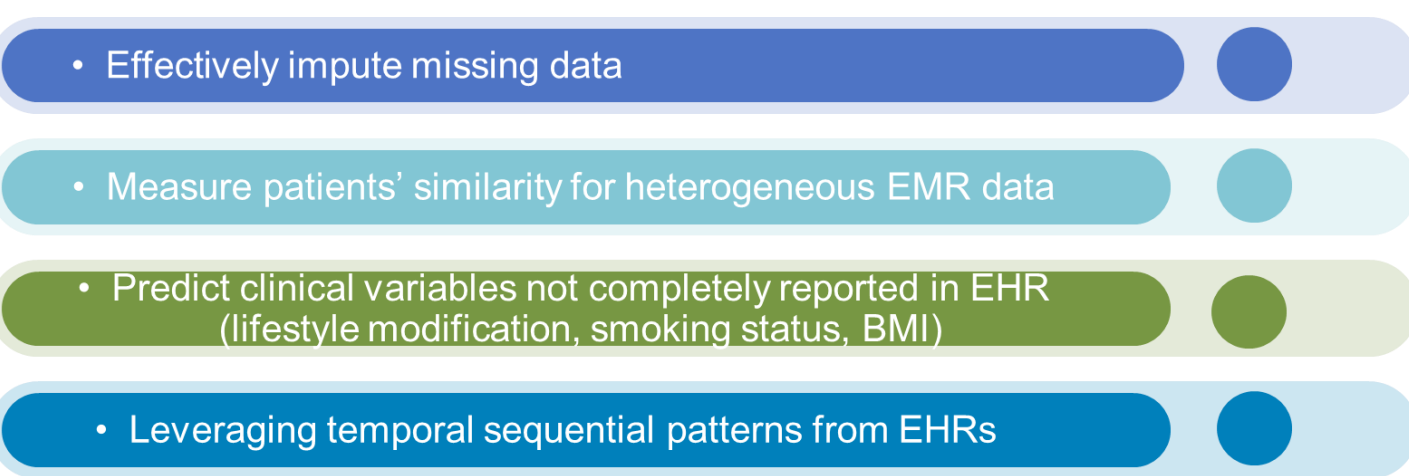 • Effectively impute missing data
• Measure patients’ similarity for heterogeneous EMR data
• Predict clinical variables not completely reported in EHR
(lifestyle modification, smoking status, BMI)
• Leveraging temporal sequential patterns from EHRs